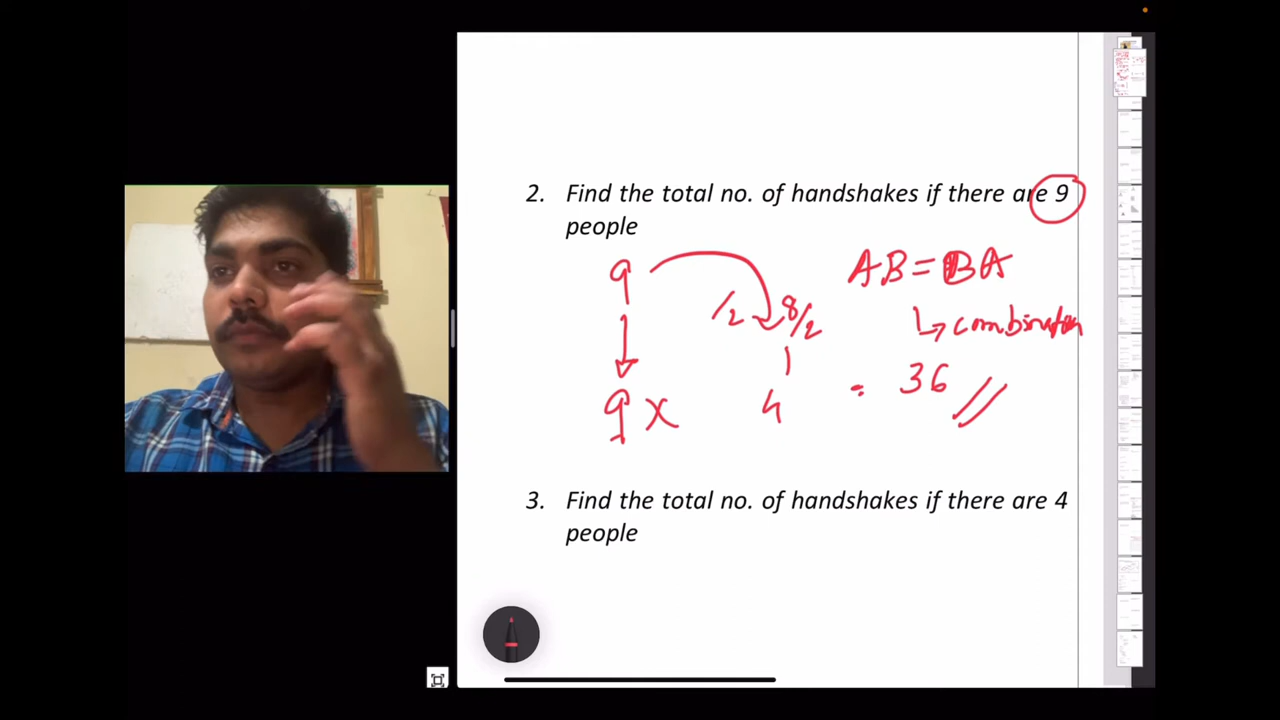 2. Find the total no. of handshakes if there are 9
people
9
AB = BA
/2 8/2
↳ combination
9 x 4 = 36 //
3. Find the total no. of handshakes if there are 4
people